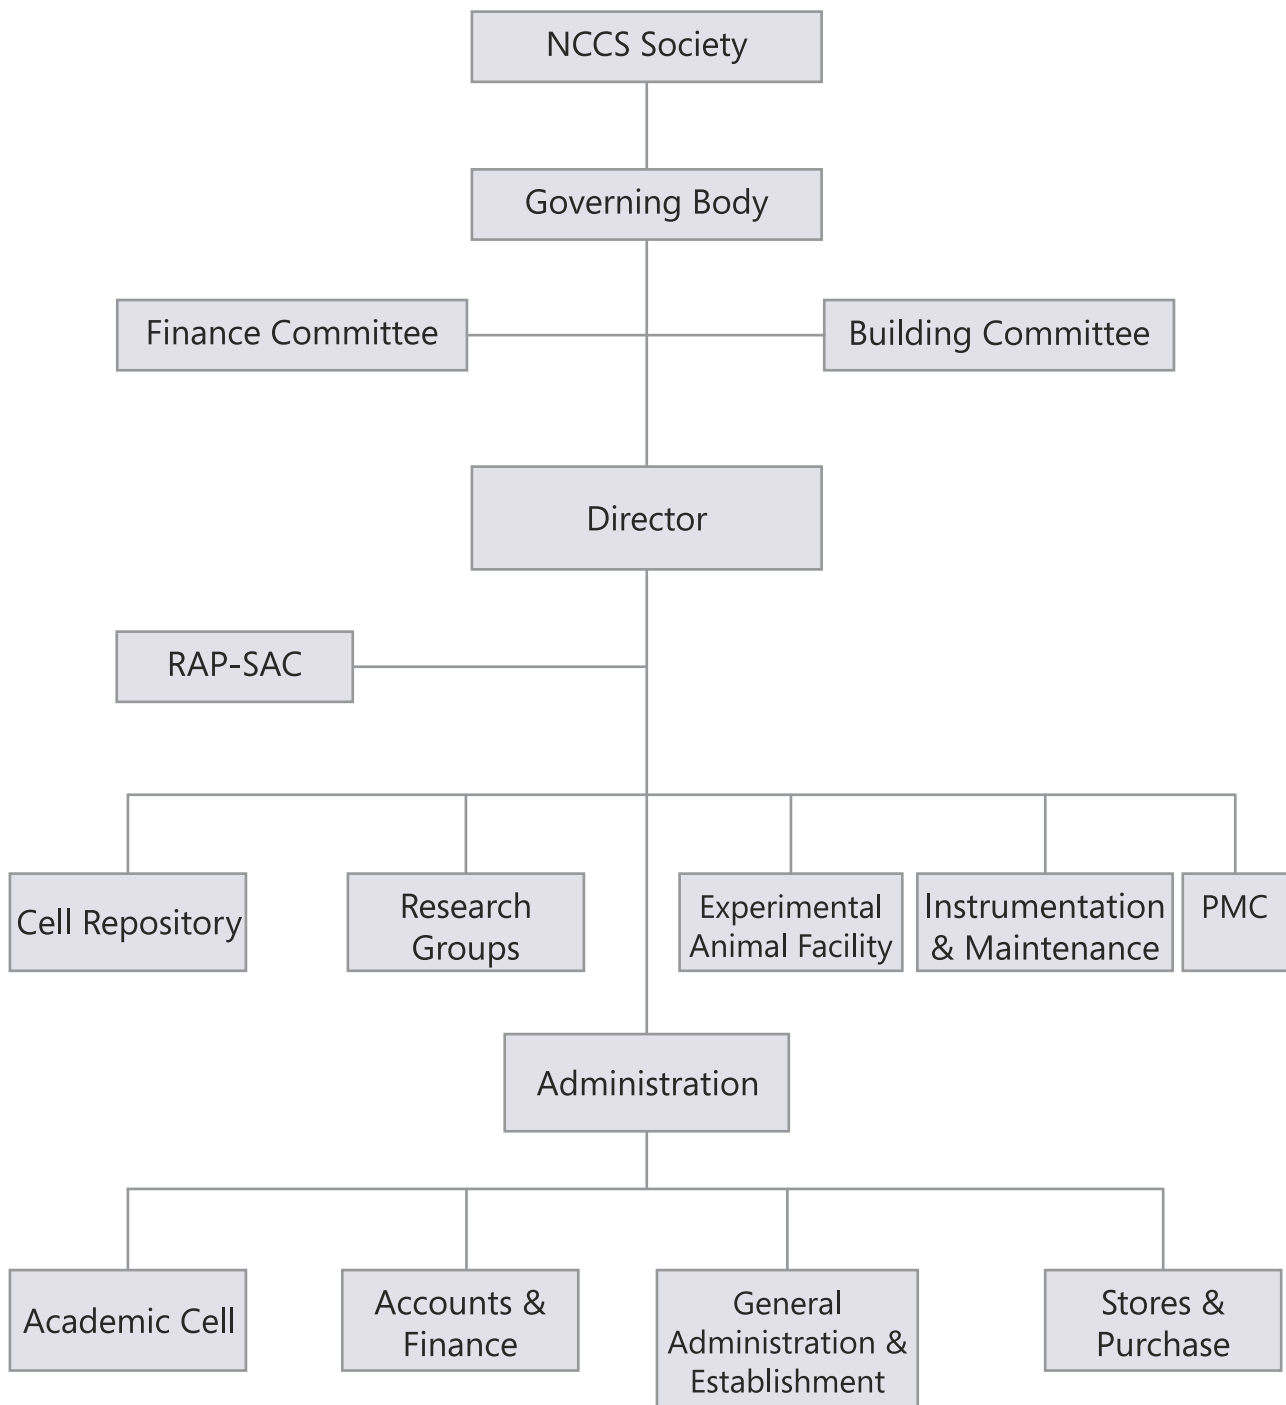 NCCS Society
Governing Body
Finance Committee
Building Committee
Director
RAP-SAC
Cell Repository
Research
Groups
Experimental
Animal Facility
Instrumentation
& Maintenance
PMC
Administration
Academic Cell
Accounts &
Finance
General
Administration &
Establishment
Stores &
Purchase